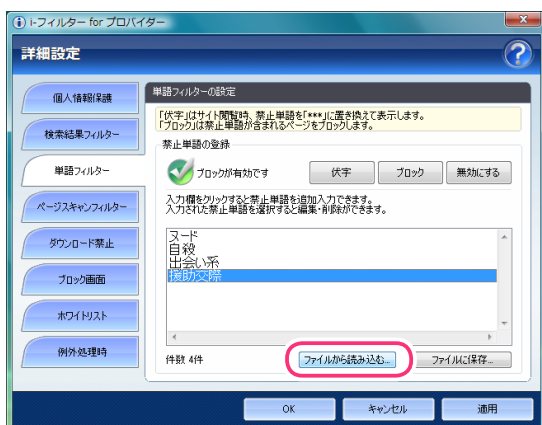 i-フィルター for プロバイダー
詳細設定
?
個人情報保護
検索結果フィルター
単語フィルター
ページスキャンフィルター
ダウンロード禁止
ブロック画面
ホワイトリスト
例外処理時
単語フィルターの設定
「伏字」はサイト閲覧時、禁止単語を「***」に置き換えて表示します。
「ブロック」は禁止単語が含まれるページをブロックします。
禁止単語の登録
ブロックが有効です
伏字
ブロック
無効にする
入力欄をクリックすると禁止単語を追加入力できます。
入力された禁止単語を選択すると編集・削除ができます。
ヌード
自殺
出会い系
援助交際
件数 4件
ファイルから読み込む...
ファイルに保存...
OK
キャンセル
適用